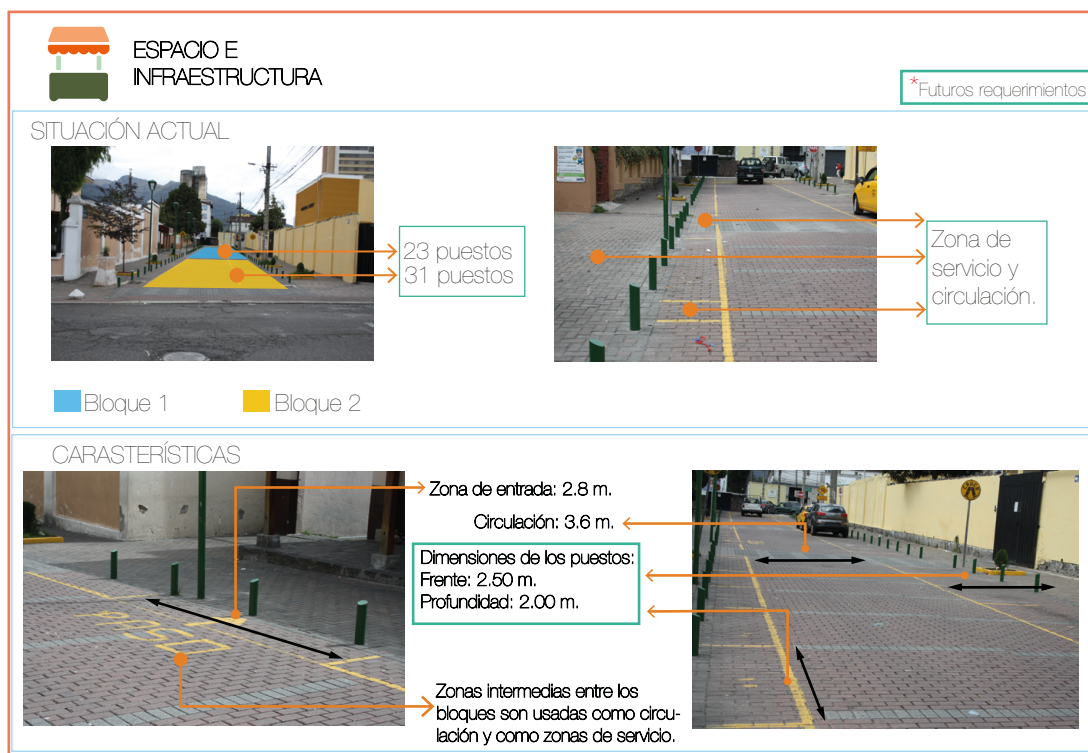 ESPACIO E
INFRAESTRUCTURA
*Futuros requerimientos
SITUACIÓN ACTUAL
23 puestos
31 puestos
Zona de
servicio y
circulación.
Bloque 1
Bloque 2
CARASTERÍSTICAS
Zona de entrada: 2.8 m.
Circulación: 3.6 m.
Dimensiones de los puestos:
Frente: 2.50 m.
Profundidad: 2.00 m.
Zonas intermedias entre los
bloques son usadas como circu-
lación y como zonas de servicio.